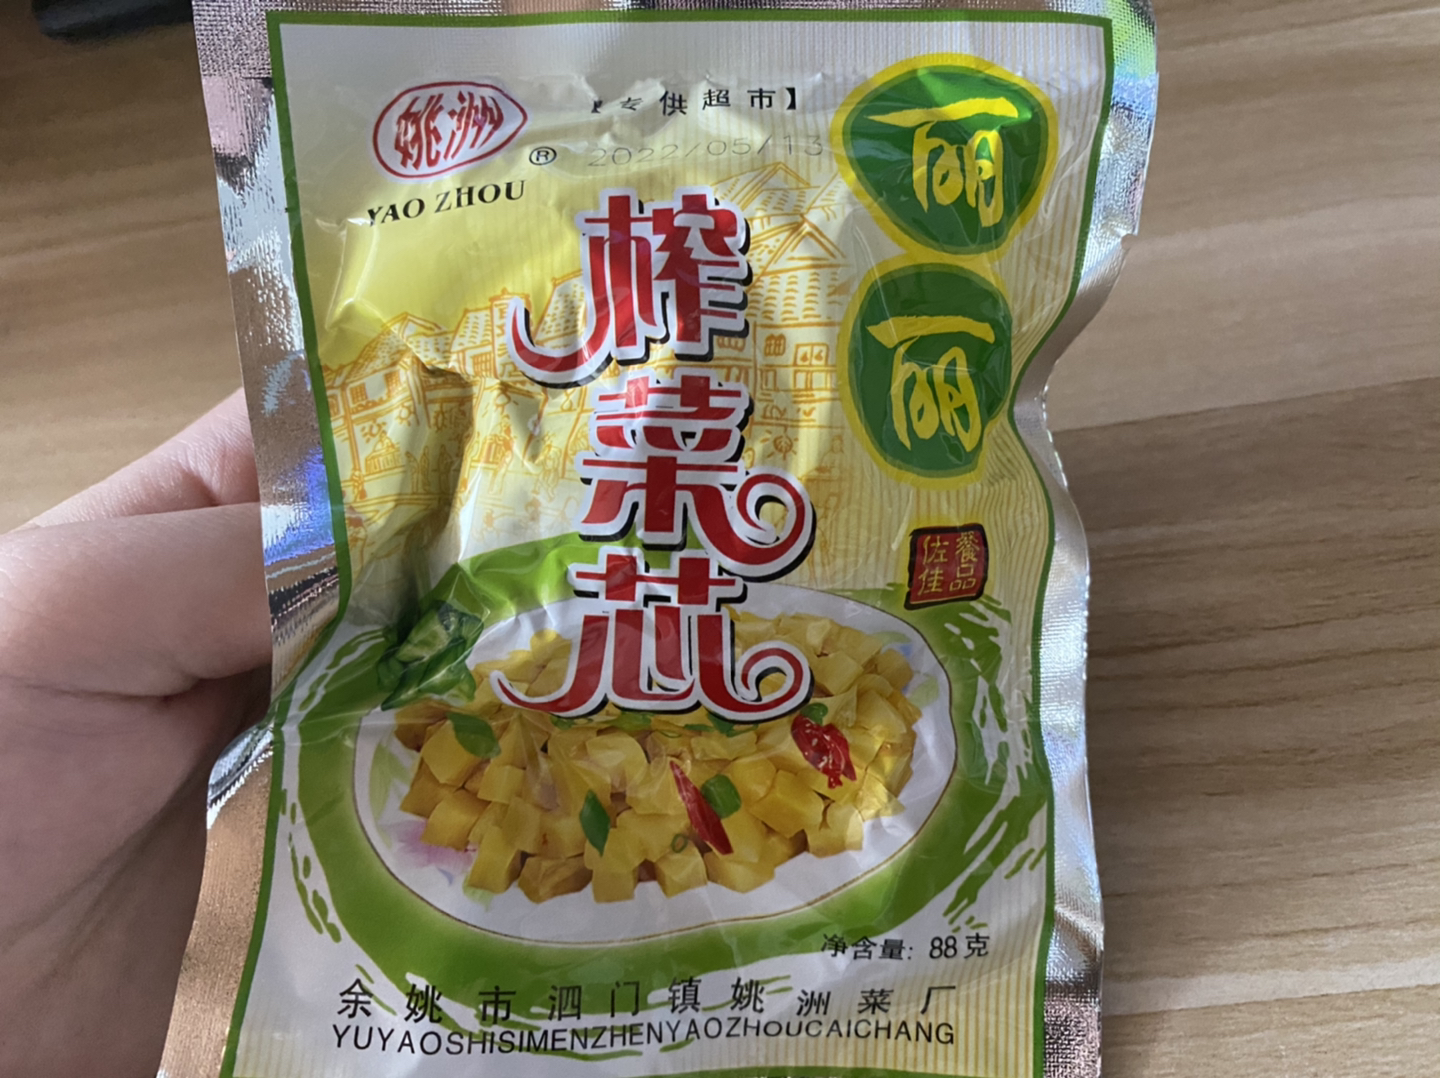 姚洲
®
YAO ZHOU
【专供超市】
2022/05/13
丽丽
榨菜芯
佐餐
佳品
净含量: 88克
余姚市泗门镇姚洲菜厂
YUYAOSHISIMENZHENYAOZHOUCAICHANG